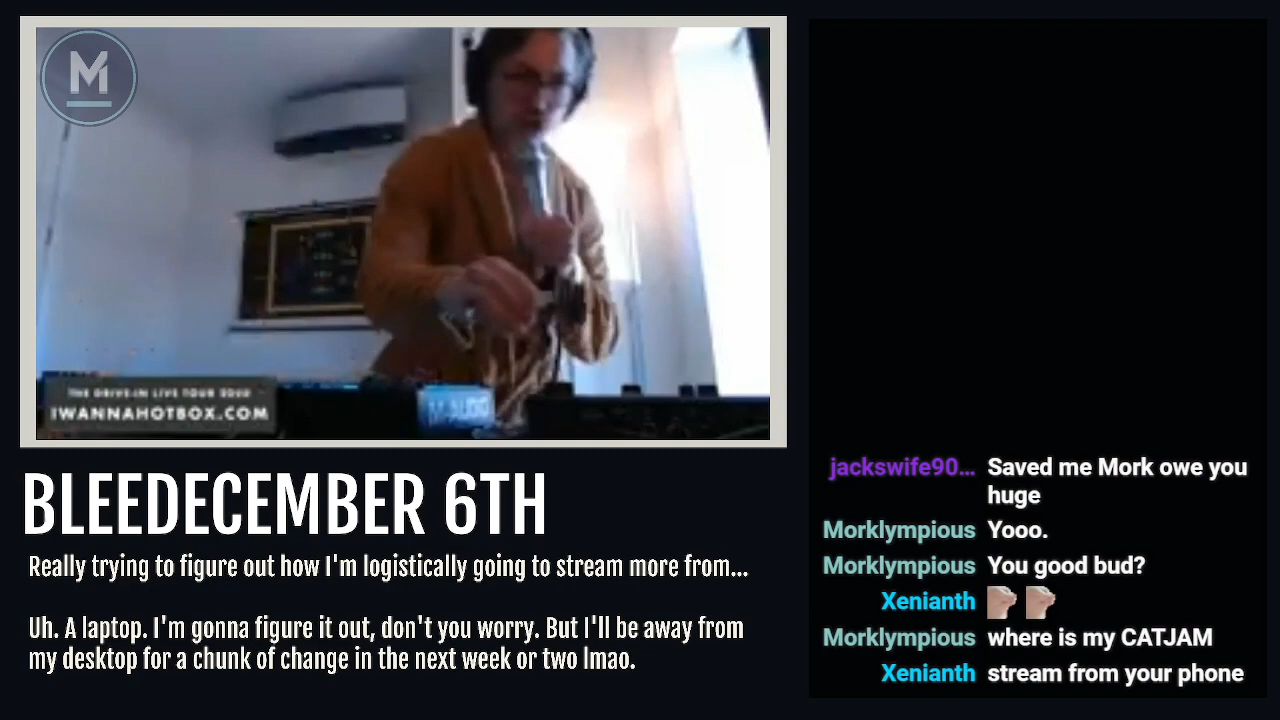 M
THE DRIVE-IN LIVE TOUR
IWANNAHOTBOX.COM
M-AUDIO
BLEEDECEMBER 6TH
Really trying to figure out how I'm logistically going to stream more from...
Uh. A laptop. I'm gonna figure it out, don't you worry. But I'll be away from
my desktop for a chunk of change in the next week or two lmao.
jackswife90... Saved me Mork owe you
huge
Morklympious Yooo.
Morklympious You good bud?
Xenianth
Morklympious where is my CATJAM
Xenianth stream from your phone